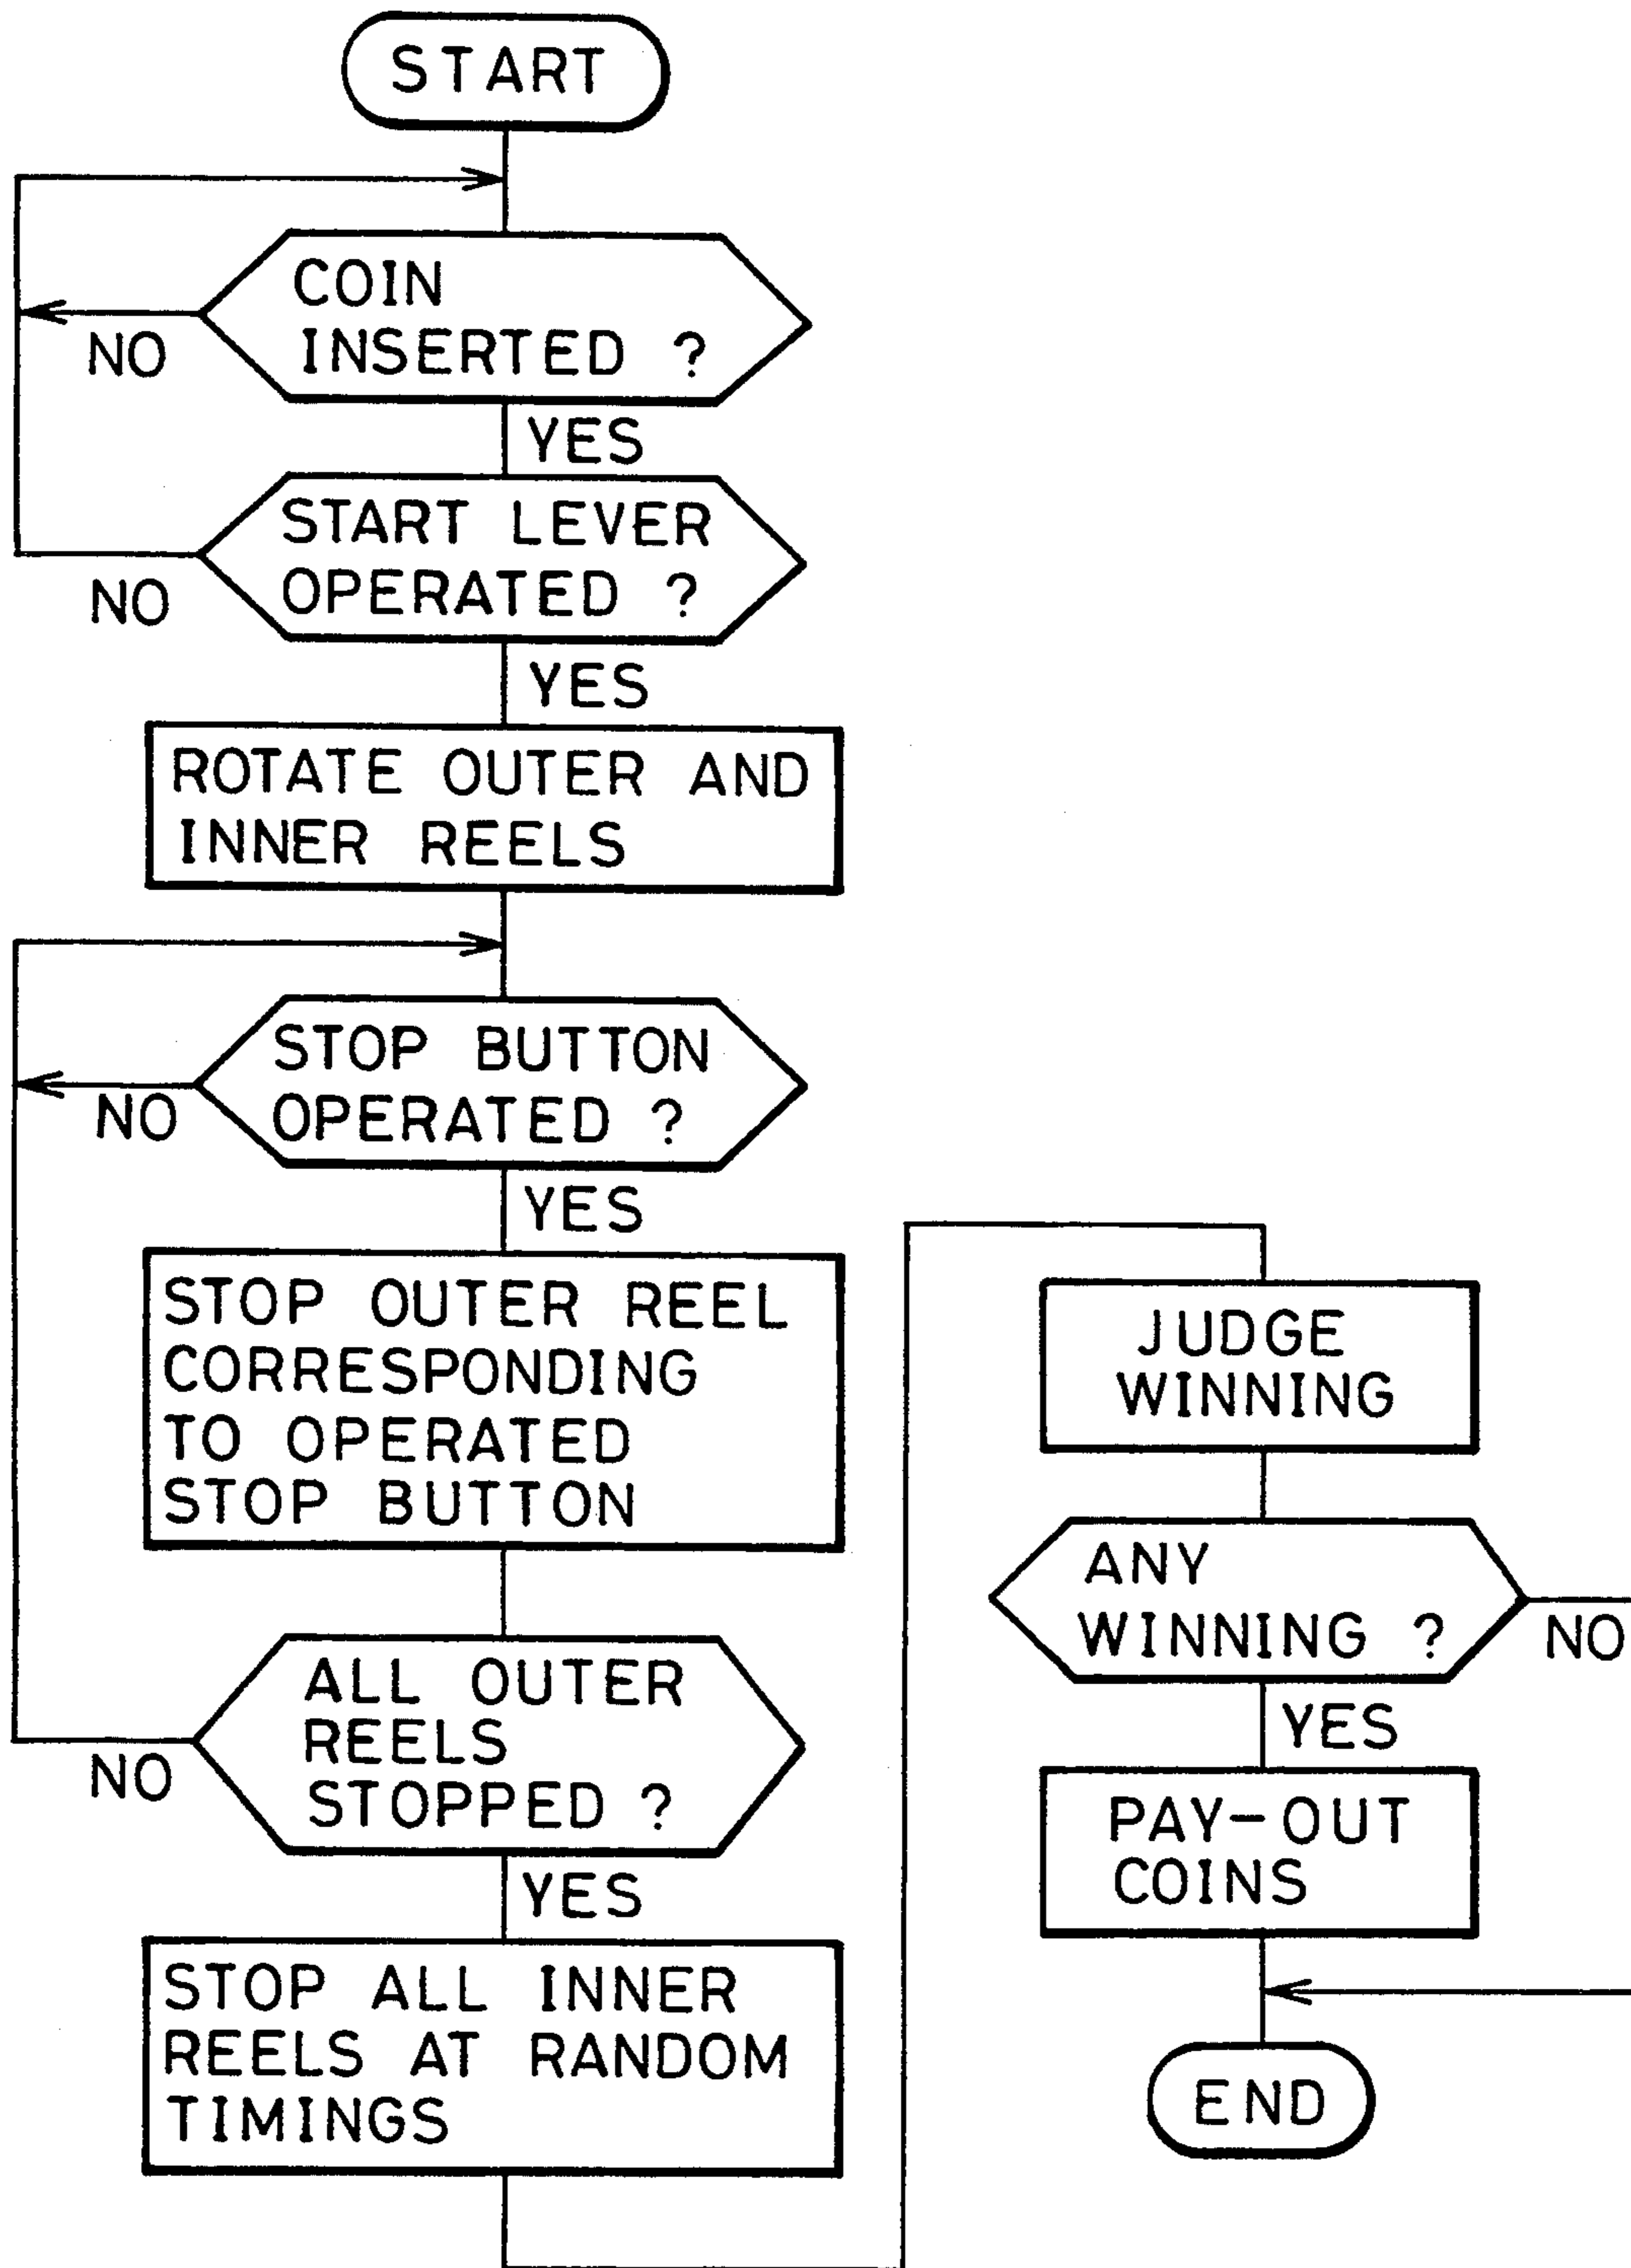 START
COIN
INSERTED ?
NO
YES
START LEVER
OPERATED ?
NO
YES
ROTATE OUTER AND
INNER REELS
STOP BUTTON
OPERATED ?
NO
YES
STOP OUTER REEL
CORRESPONDING
TO OPERATED
STOP BUTTON
ALL OUTER
REELS
STOPPED ?
NO
YES
STOP ALL INNER
REELS AT RANDOM
TIMINGS
JUDGE
WINNING
ANY
WINNING ?
NO
YES
PAY-OUT
COINS
END